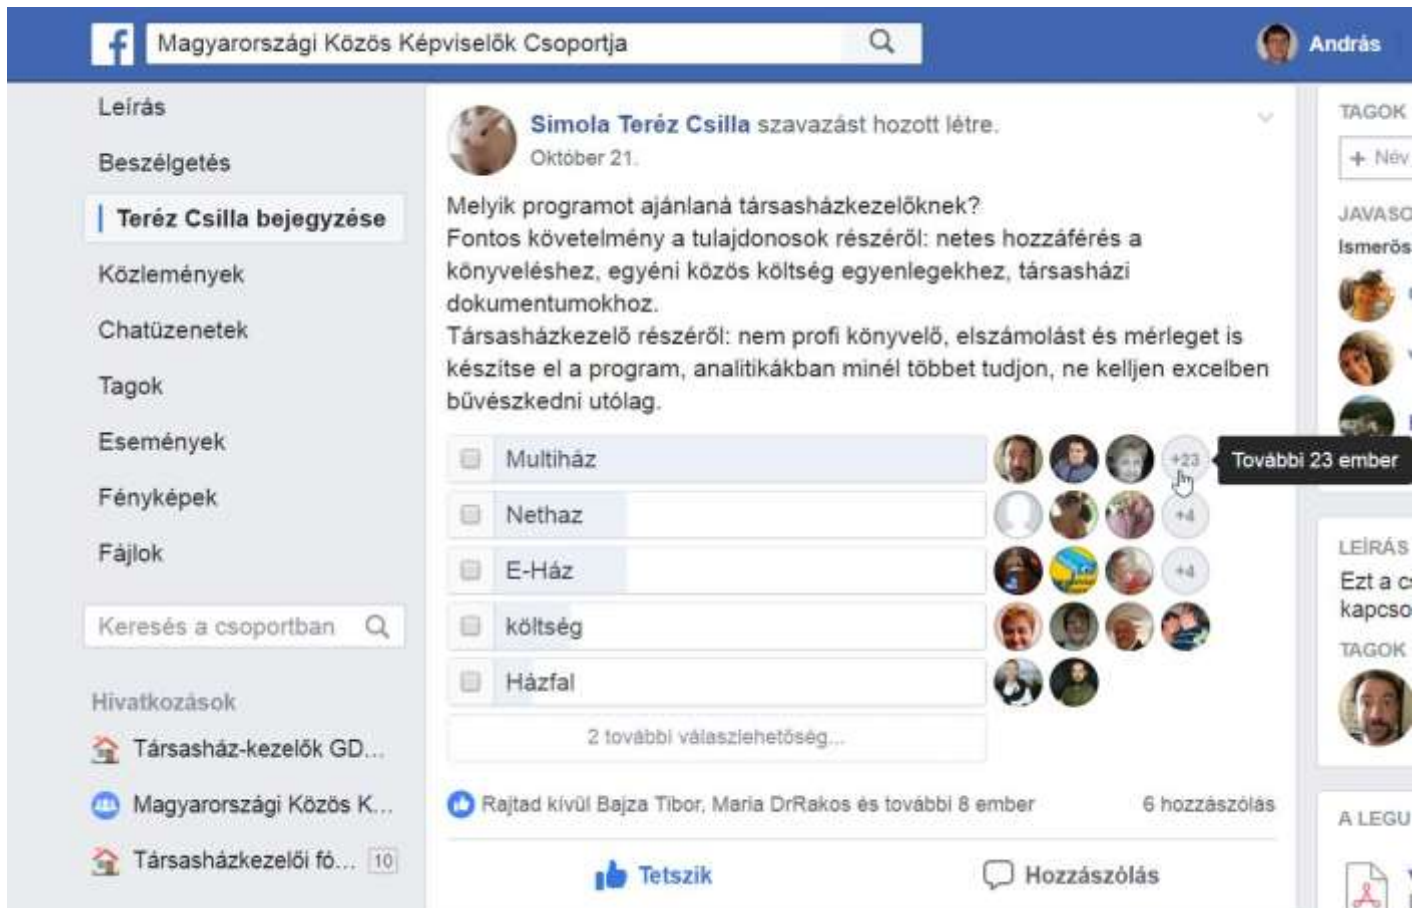 f
Magyarországi Közös Képviselők Csoportja
András
Leírás
Beszélgetés
Teréz Csilla bejegyzése
Közlemények
Chatüzenetek
Tagok
Események
Fényképek
Fájlok
Keresés a csoportban
Hivatkozások
Társasház-kezelők GD...
Magyarországi Közös K...
Társasházkezelői fó... 10
Simola Teréz Csilla szavazást hozott létre.
Október 21.
Melyik programot ajánlaná társasházkezelőknek?
Fontos követelmény a tulajdonosok részéről: netes hozzáférés a
könyveléshez, egyéni közös költség egyenlegekhez, társasházi
dokumentumokhoz.
Társasházkezelő részéről: nem profi könyvelő, elszámolást és mérleget is
készítse el a program, analitikákban minél többet tudjon, ne kelljen excelben
bűvészkedni utólag.
Multiház +23
További 23 ember
Nethaz +4
E-Ház +4
költség
Házfal
2 további válaszlehetőség...
Rajtad kívül Bajza Tibor, Maria DrRakos és további 8 ember 6 hozzászólás
Tetszik Hozzászólás
TAGOK
+ Név
JAVASO
Ismerös
LEÍRÁS
Ezt a cs
kapcso
TAGOK
A LEGU